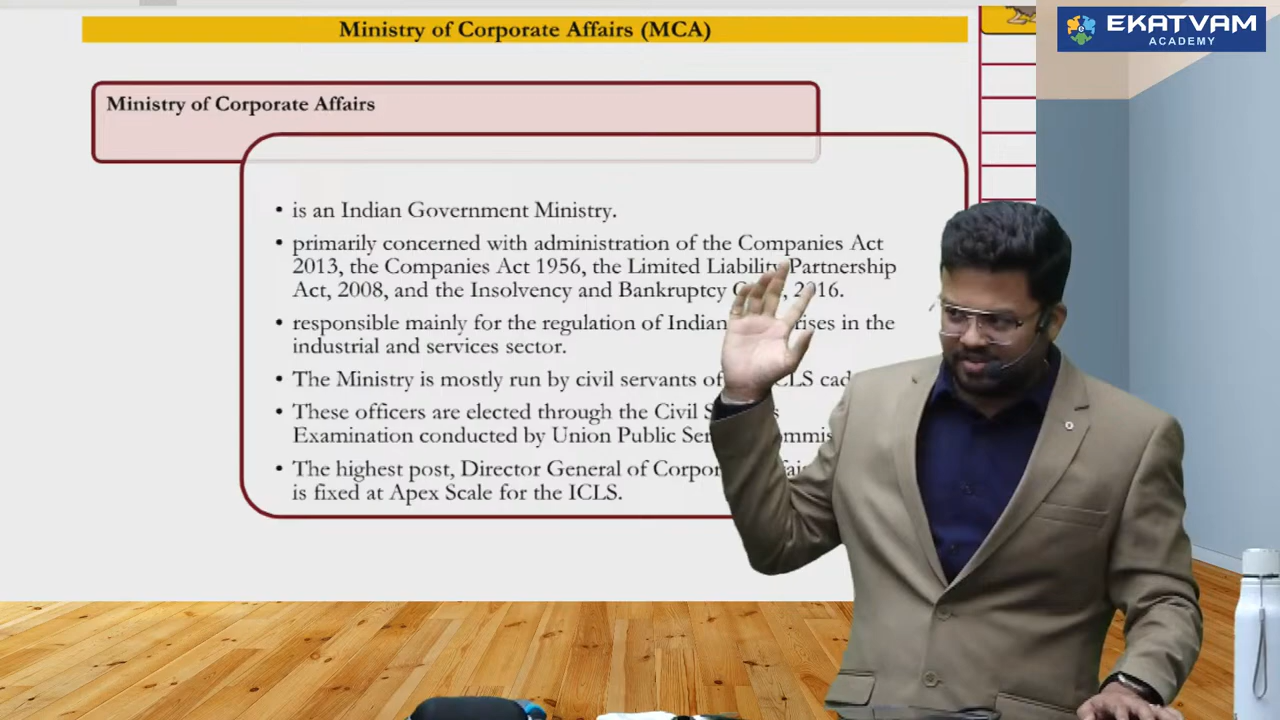 Ministry of Corporate Affairs (MCA)
EKATVAM
ACADEMY
Ministry of Corporate Affairs
• is an Indian Government Ministry.
• primarily concerned with administration of the Companies Act
2013, the Companies Act 1956, the Limited Liability Partnership
Act, 2008, and the Insolvency and Bankruptcy 2016.
• responsible mainly for the regulation of Indian in the
industrial and services sector.
• The Ministry is mostly run by civil servants of
• These officers are elected through the Civil
Examination conducted by Union Public
• The highest post, Director General of
is fixed at Apex Scale for the ICLS.